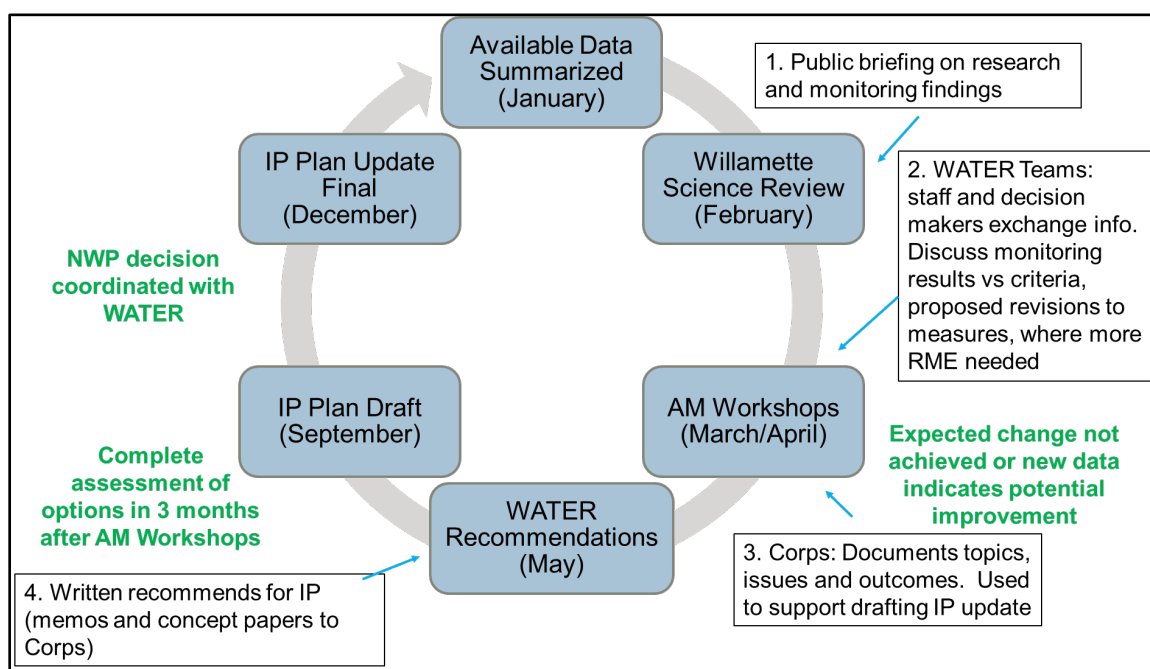 Available Data
Summarized
(January)
1. Public briefing on research
and monitoring findings
Willamette
Science Review
(February)
2. WATER Teams:
staff and decision
makers exchange info.
Discuss monitoring
results vs criteria,
proposed revisions to
measures, where more
RME needed
AM Workshops
(March/April)
Expected change not
achieved or new data
indicates potential
improvement
3. Corps: Documents topics,
issues and outcomes.  Used
to support drafting IP update
WATER
Recommendations
(May)
4. Written recommends for IP
(memos and concept papers to
Corps)
Complete
assessment of
options in 3 months
after AM Workshops
IP Plan Draft
(September)
NWP decision
coordinated with
WATER
IP Plan Update
Final
(December)